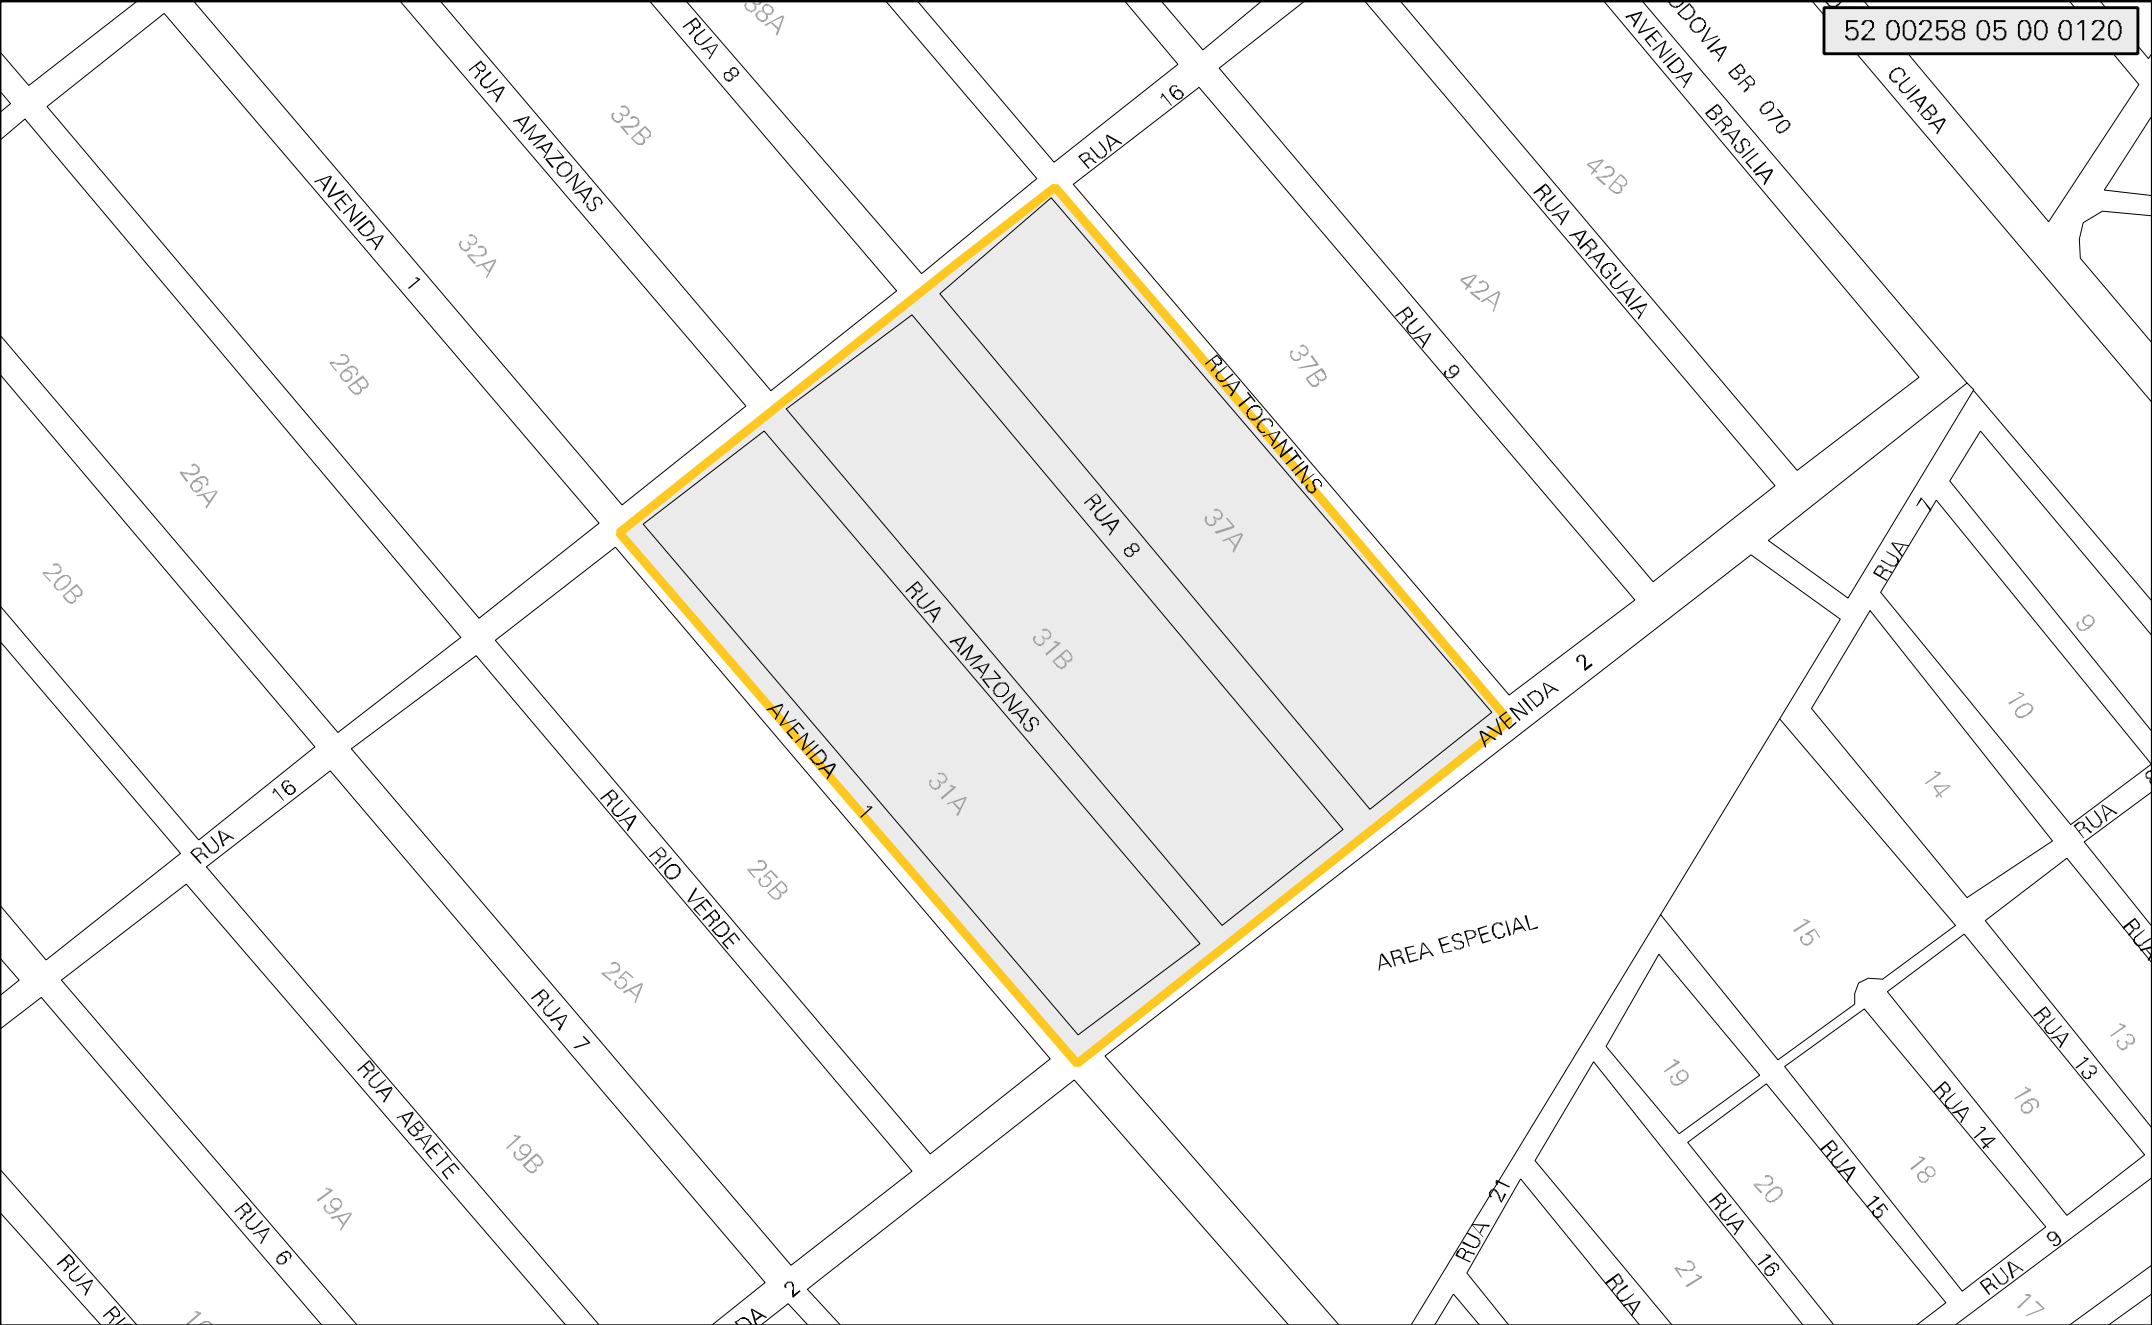 52 00258 05 00 0120
38A
RUA 8
RUA AMAZONAS
32B
RUA 16
AVENIDA BRASILIA
BR 070
CUIABA
42B
RUA ARAGUAIA
AVENIDA 1
32A
42A
RUA 9
37B
RUA TOCANTINS
26B
26A
20B
37A
RUA 8
31B
RUA AMAZONAS
AVENIDA 1
31A
AVENIDA 2
RUA 7
9
10
14
RUA
15
RUA
13
RUA 13
16
RUA 14
18
RUA 15
20
RUA 16
19
21
RUA
RUA 21
RUA 9
17
AREA ESPECIAL
RUA 16
RUA RIO VERDE
25B
25A
RUA 7
RUA ABAETE
19B
19A
RUA 6
RUA
2